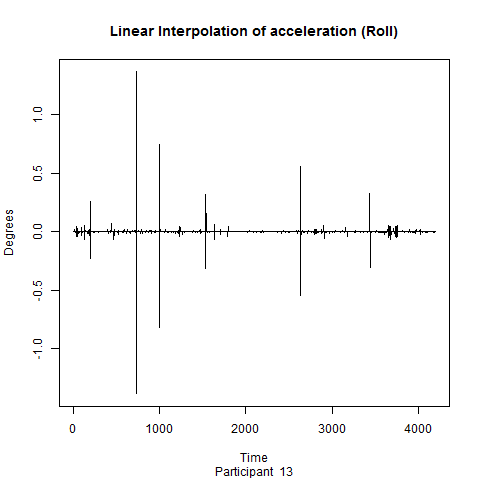 Linear Interpolation of acceleration (Roll)
1.0
0.5
0.0
-0.5
-1.0
Degrees
0 1000 2000 3000 4000
Time
Participant 13